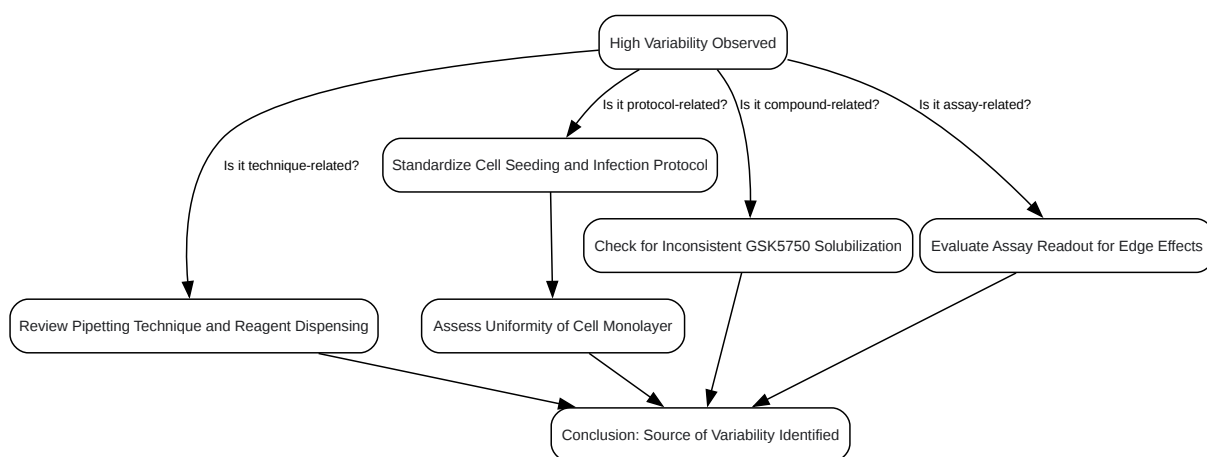 High Variability Observed
Is it protocol-related?
Is it compound-related?
Is it assay-related?
Is it technique-related?
Standardize Cell Seeding and Infection Protocol
Check for Inconsistent GSK5750 Solubilization
Evaluate Assay Readout for Edge Effects
Review Pipetting Technique and Reagent Dispensing
Assess Uniformity of Cell Monolayer
Conclusion: Source of Variability Identified